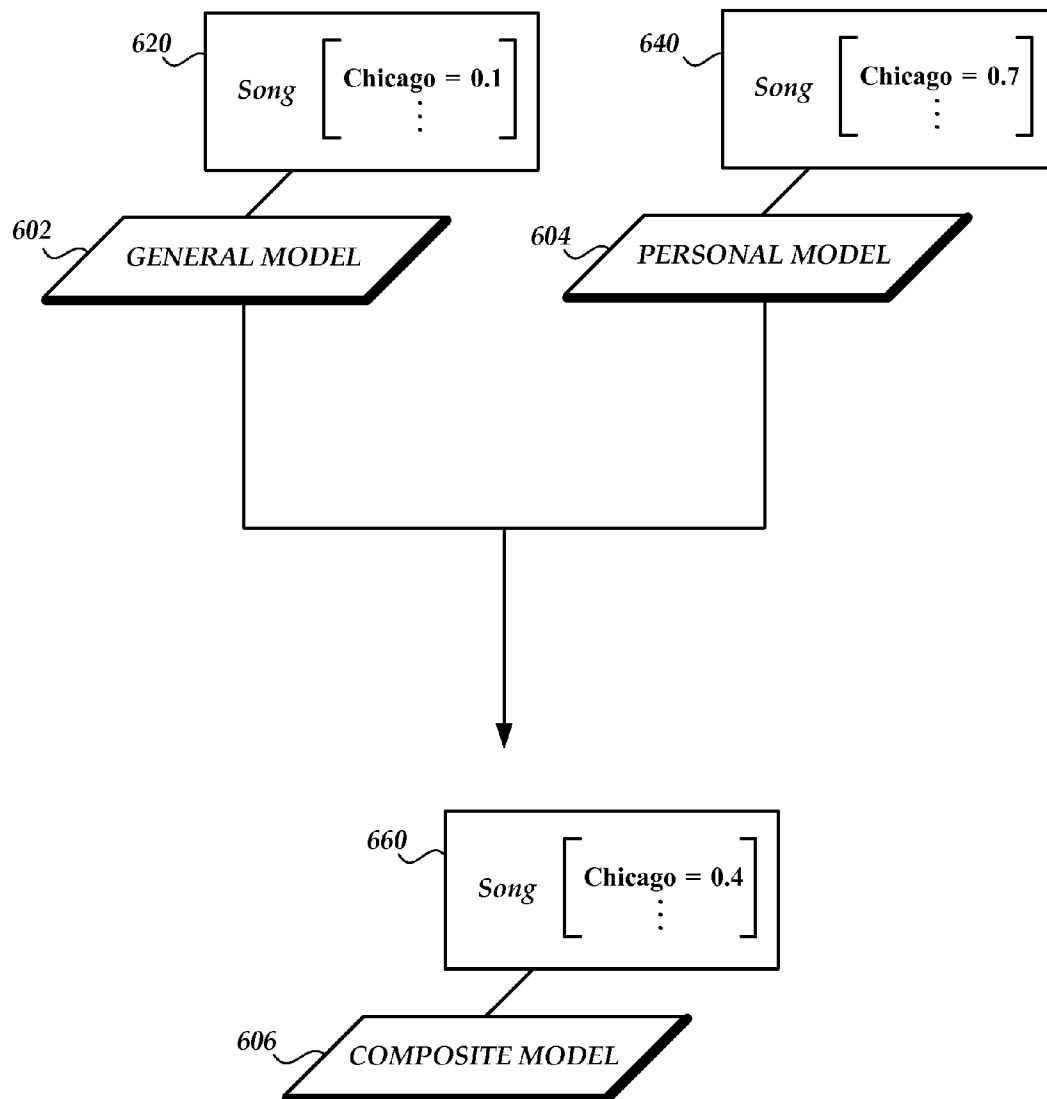 620
Song [ Chicago = 0.1 ]
⋮
640
Song [ Chicago = 0.7 ]
⋮
602
GENERAL MODEL
604
PERSONAL MODEL
660
Song [ Chicago = 0.4 ]
⋮
606
COMPOSITE MODEL